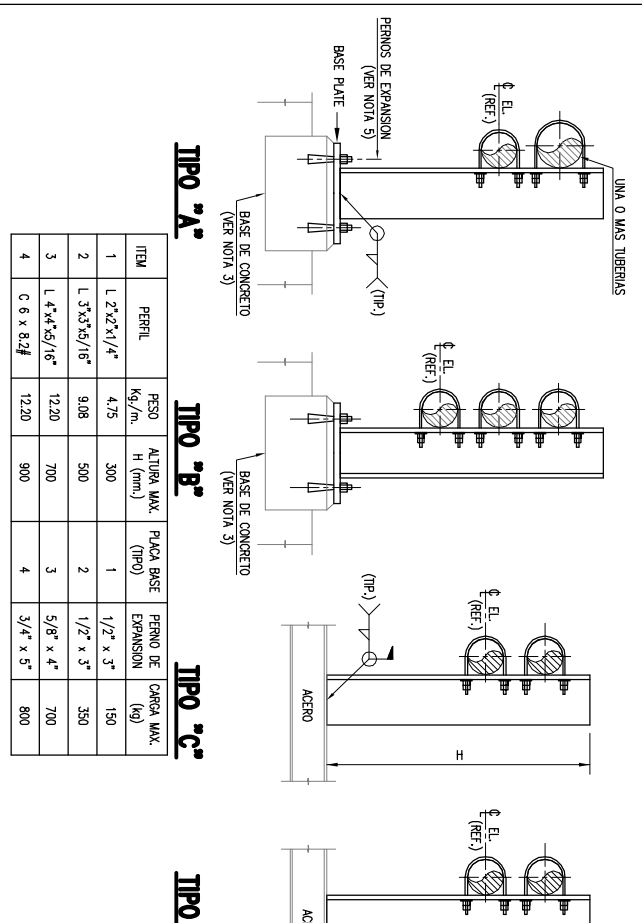 UNA O MAS TUBERIAS
℄ EL.
(REF.)
PERNOS DE EXPANSION
(VER NOTA 5)
BASE PLATE
(TIP.)
BASE DE CONCRETO
(VER NOTA 3)
TIPO "A"
℄ EL.
(REF.)
BASE DE CONCRETO
(VER NOTA 3)
TIPO "B"
℄ EL.
(REF.)
(TIP.)
H
ACERO
TIPO "C"
℄ EL.
(REF.)
AC
TIPO
ITEM PERFIL PESO Kg./m. ALTURA MAX. H (mm.) PLACA BASE (TIPO) PERNO DE EXPANSION CARGA MAX. (kg)
1 L 2"x2"x1/4" 4.75 300 1 1/2" x 3" 150
2 L 3"x3"x5/16" 9.08 500 2 1/2" x 3" 350
3 L 4"x4"x5/16" 12.20 700 3 5/8" x 4" 700
4 C 6 x 8.2# 12.20 900 4 3/4" x 5" 800